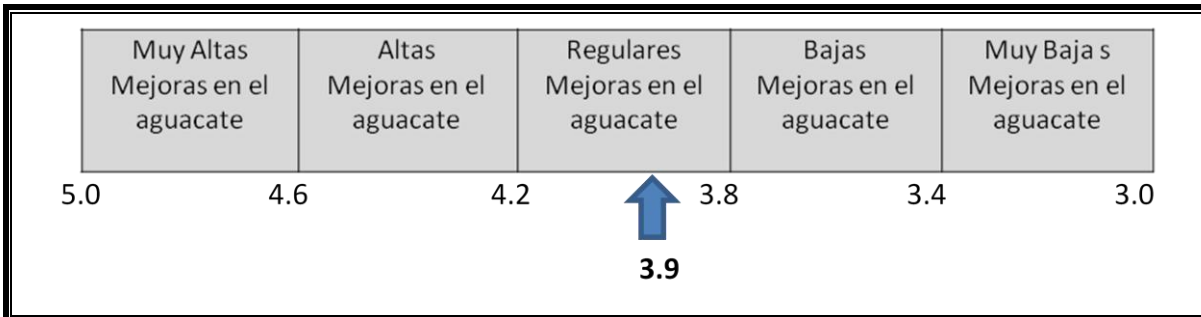 Muy Altas
Mejoras en el
aguacate
Altas
Mejoras en el
aguacate
Regulares
Mejoras en el
aguacate
Bajas
Mejoras en el
aguacate
Muy Baja s
Mejoras en el
aguacate
5.0 4.6 4.2 3.8 3.4 3.0
3.9